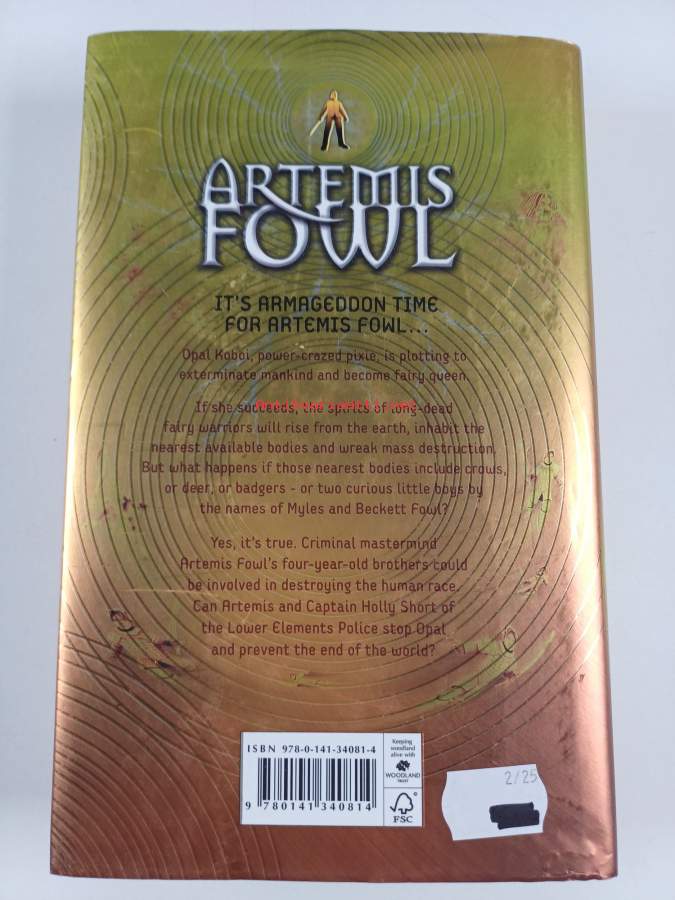 ARTEMIS
FOWL
IT'S ARMAGEDDON TIME
FOR ARTEMIS FOWL...
Opal Koboi, power-crazed pixie, is plotting to
exterminate mankind and become fairy queen.
If she succeeds, the spirits of long-dead
fairy warriors will rise from the earth, inhabit the
nearest available bodies and wreak mass destruction.
But what happens if those nearest bodies include crows,
or deer, or badgers - or two curious little boys by
the names of Myles and Beckett Fowl?
Yes, it's true. Criminal mastermind
Artemis Fowl's four-year-old brothers could
be involved in destroying the human race.
Can Artemis and Captain Holly Short of
the Lower Elements Police stop Opal
and prevent the end of the world?
ISBN 978-0-141-34081-4
9 780141 340814
Keeping
woodland
alive with
WOODLAND
TRUST
FSC
2/25